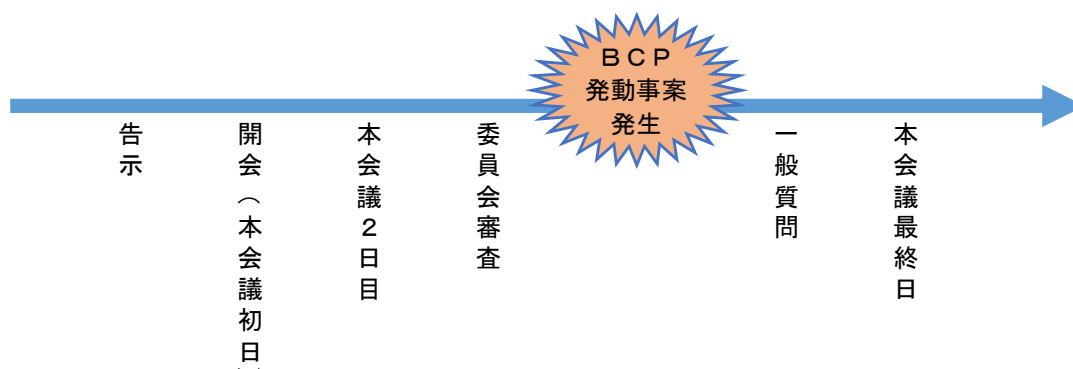 告示
開会（本会議初日）
本会議２日目
委員会審査
ＢＣＰ
発動事案
発生
一般質問
本会議最終日